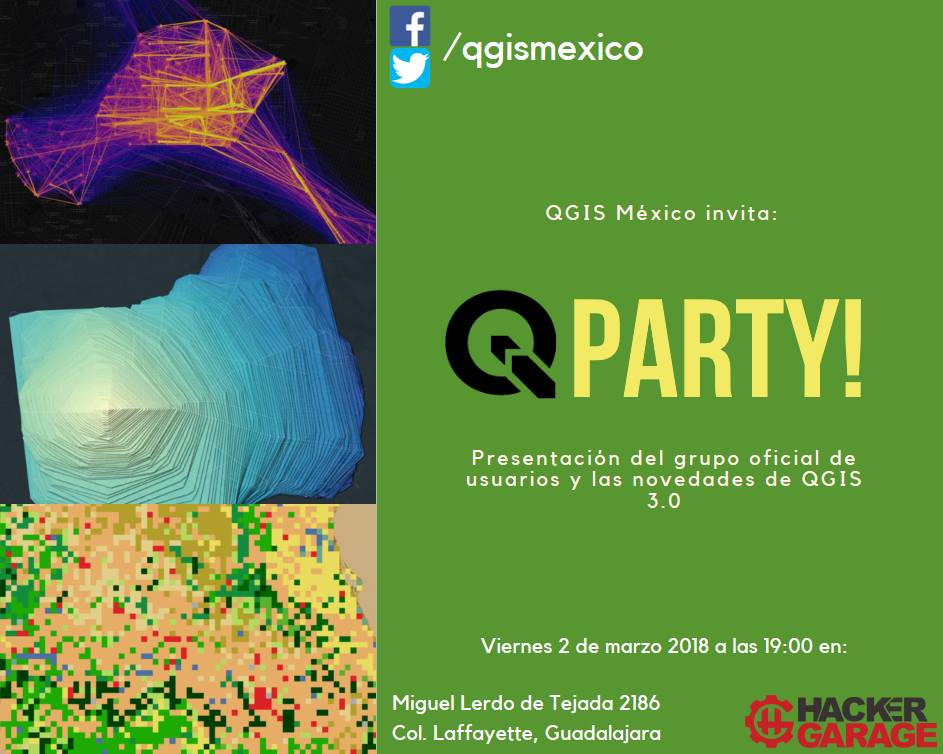 /qgismexico
QGIS México invita:
Q PARTY!
Presentación del grupo oficial de
usuarios y las novedades de QGIS
3.0
Viernes 2 de marzo 2018 a las 19:00 en:
Miguel Lerdo de Tejada 2186
Col. Laffayette, Guadalajara
HACKER
GARAGE